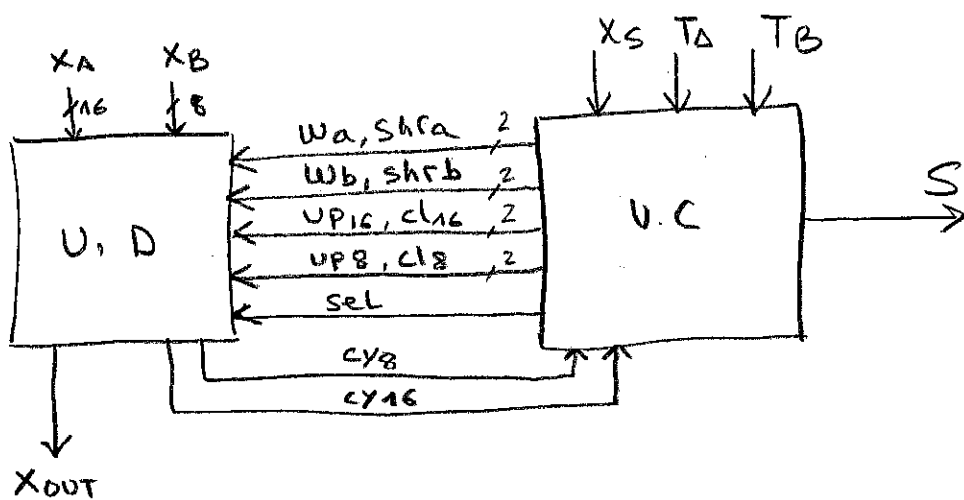 XA XB XS TA TB
16 8
wa, shra 2
wb, shrb 2
up16, cl16 2
up8, cl8 2
sel
U. D
U. C
S
cy8
cy16
XOUT